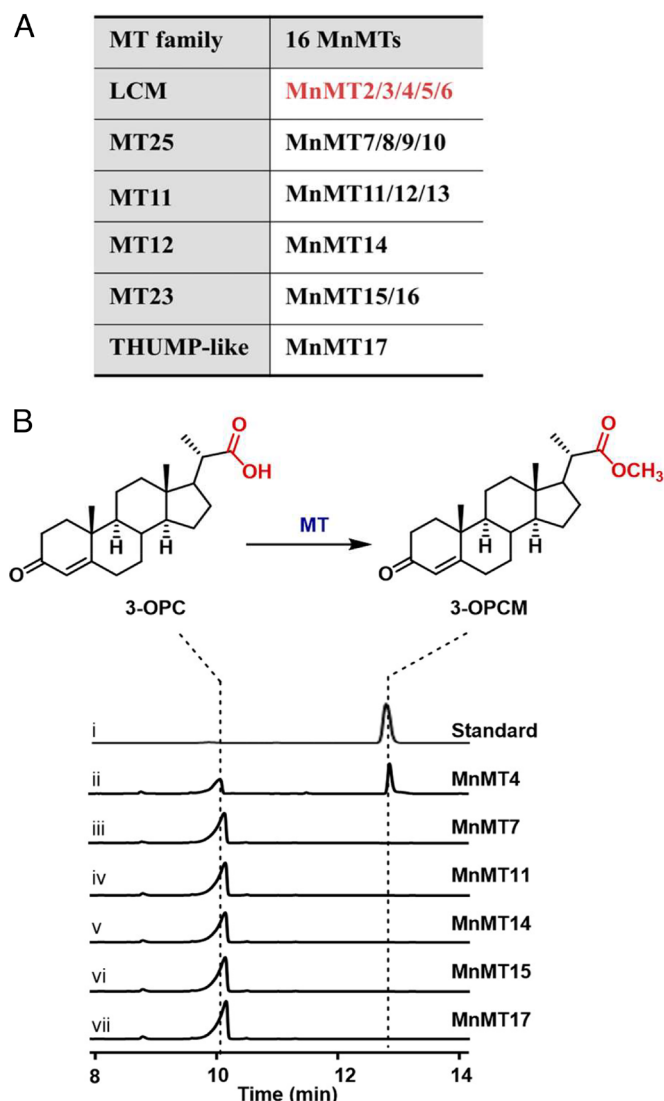 A
MT family 16 MnMTs
LCM MnMT2/3/4/5/6
MT25 MnMT7/8/9/10
MT11 MnMT11/12/13
MT12 MnMT14
MT23 MnMT15/16
THUMP-like MnMT17
B
O
OH
H
H
O
3-OPC
MT
O
OCH3
H
H
O
3-OPCM
i Standard
ii MnMT4
iii MnMT7
iv MnMT11
v MnMT14
vi MnMT15
vii MnMT17
8 10 12 14
Time (min)